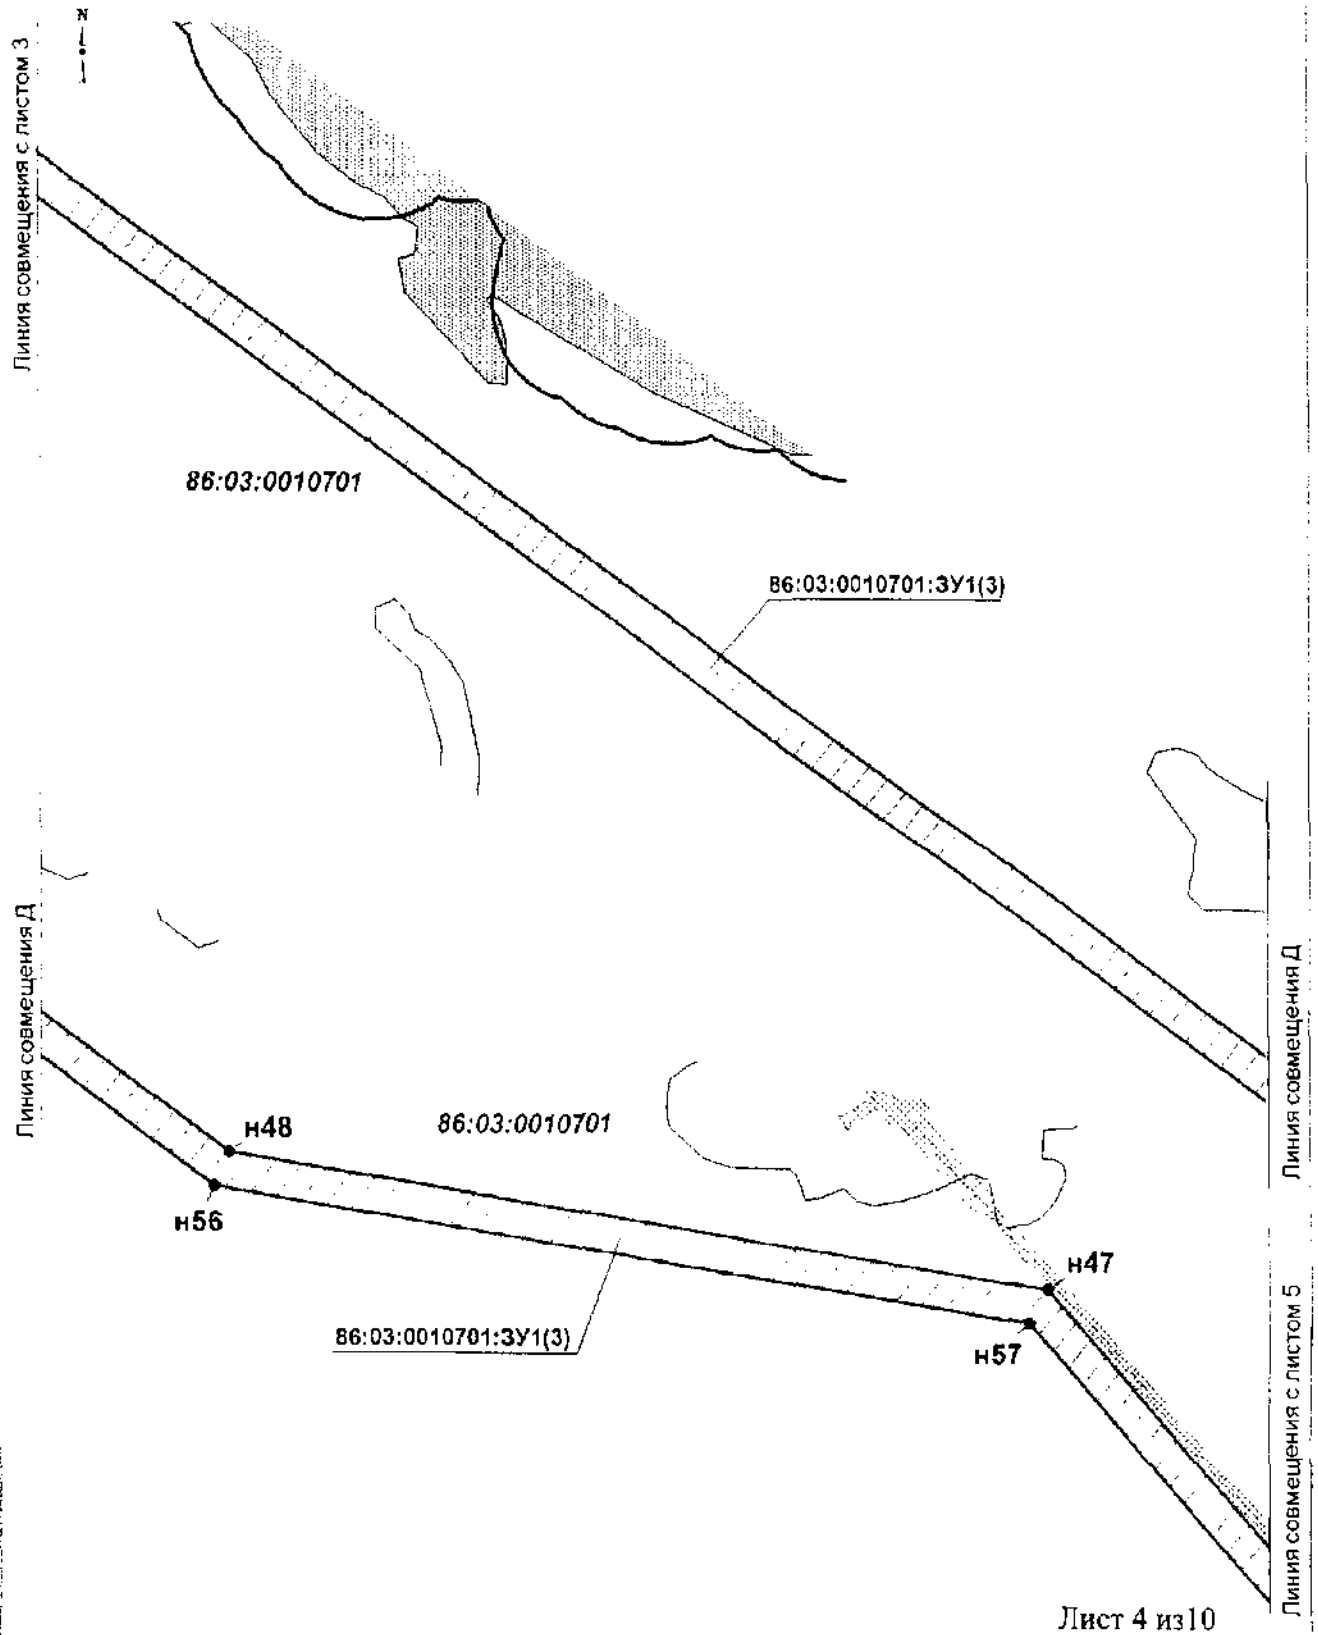 N
Линия совмещения с листом 3
86:03:0010701
86:03:0010701:ЗУ1(3)
Линия совмещения Д
Линия совмещения Д
н48
86:03:0010701
н56
н47
86:03:0010701:ЗУ1(3)
н57
Линия совмещения с листом 5
Лист 4 из10